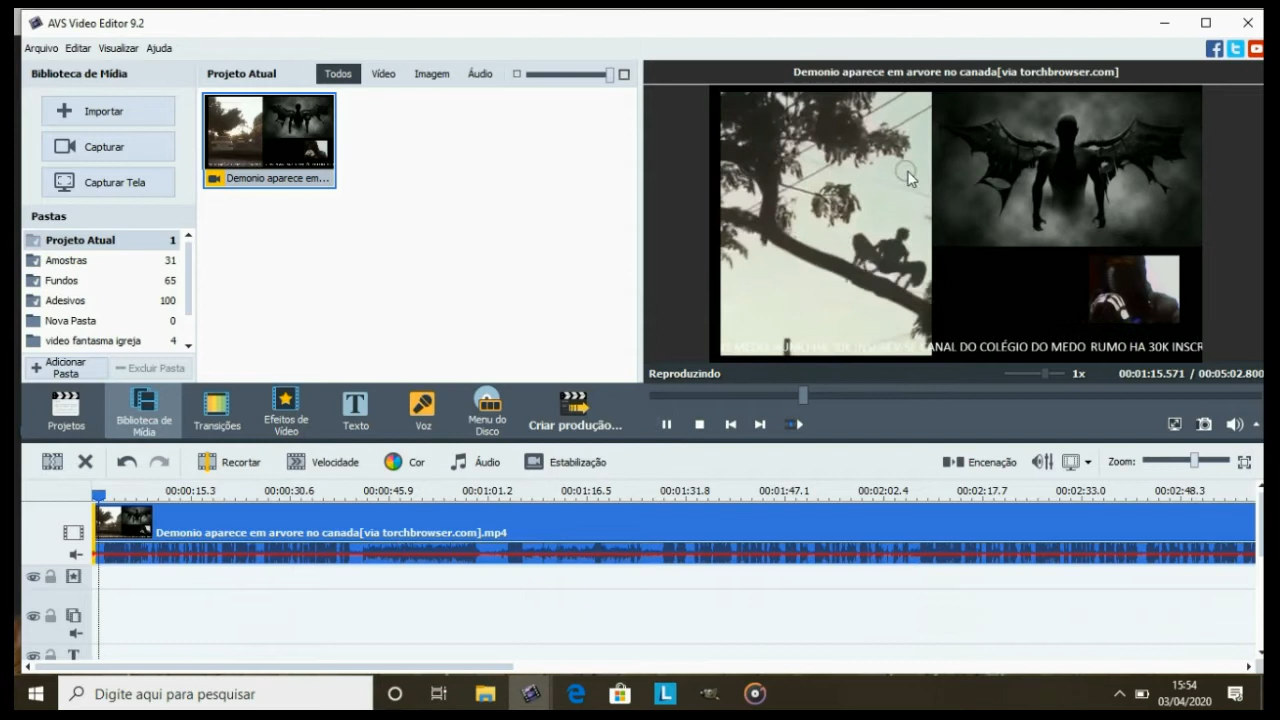 AVS Video Editor 9.2
Arquivo Editar Visualizar Ajuda
Biblioteca de Mídia
Importar
Capturar
Capturar Tela
Pastas
Projeto Atual 1
Amostras 31
Fundos 65
Adesivos 100
Nova Pasta 0
video fantasma igreja 4
Adicionar Pasta
Excluir Pasta
Projeto Atual Todos Vídeo Imagem Áudio
Demonio aparece em...
Demonio aparece em arvore no canada[via torchbrowser.com]
CANAL DO COLÉGIO DO MEDO RUMO HA 30K INSCR
Reproduzindo 1x 00:01:15.571 / 00:05:02.800
Projetos
Biblioteca de Mídia
Transições
Efeitos de Vídeo
Texto
Voz
Menu do Disco
Criar produção...
Recortar Velocidade Cor Áudio Estabilização Encenação Zoom:
00:00:15.3 00:00:30.6 00:00:45.9 00:01:01.2 00:01:16.5 00:01:31.8 00:01:47.1 00:02:02.4 00:02:17.7 00:02:33.0 00:02:48.3
Demonio aparece em arvore no canada[via torchbrowser.com].mp4
T
Digite aqui para pesquisar
L
15:54
03/04/2020